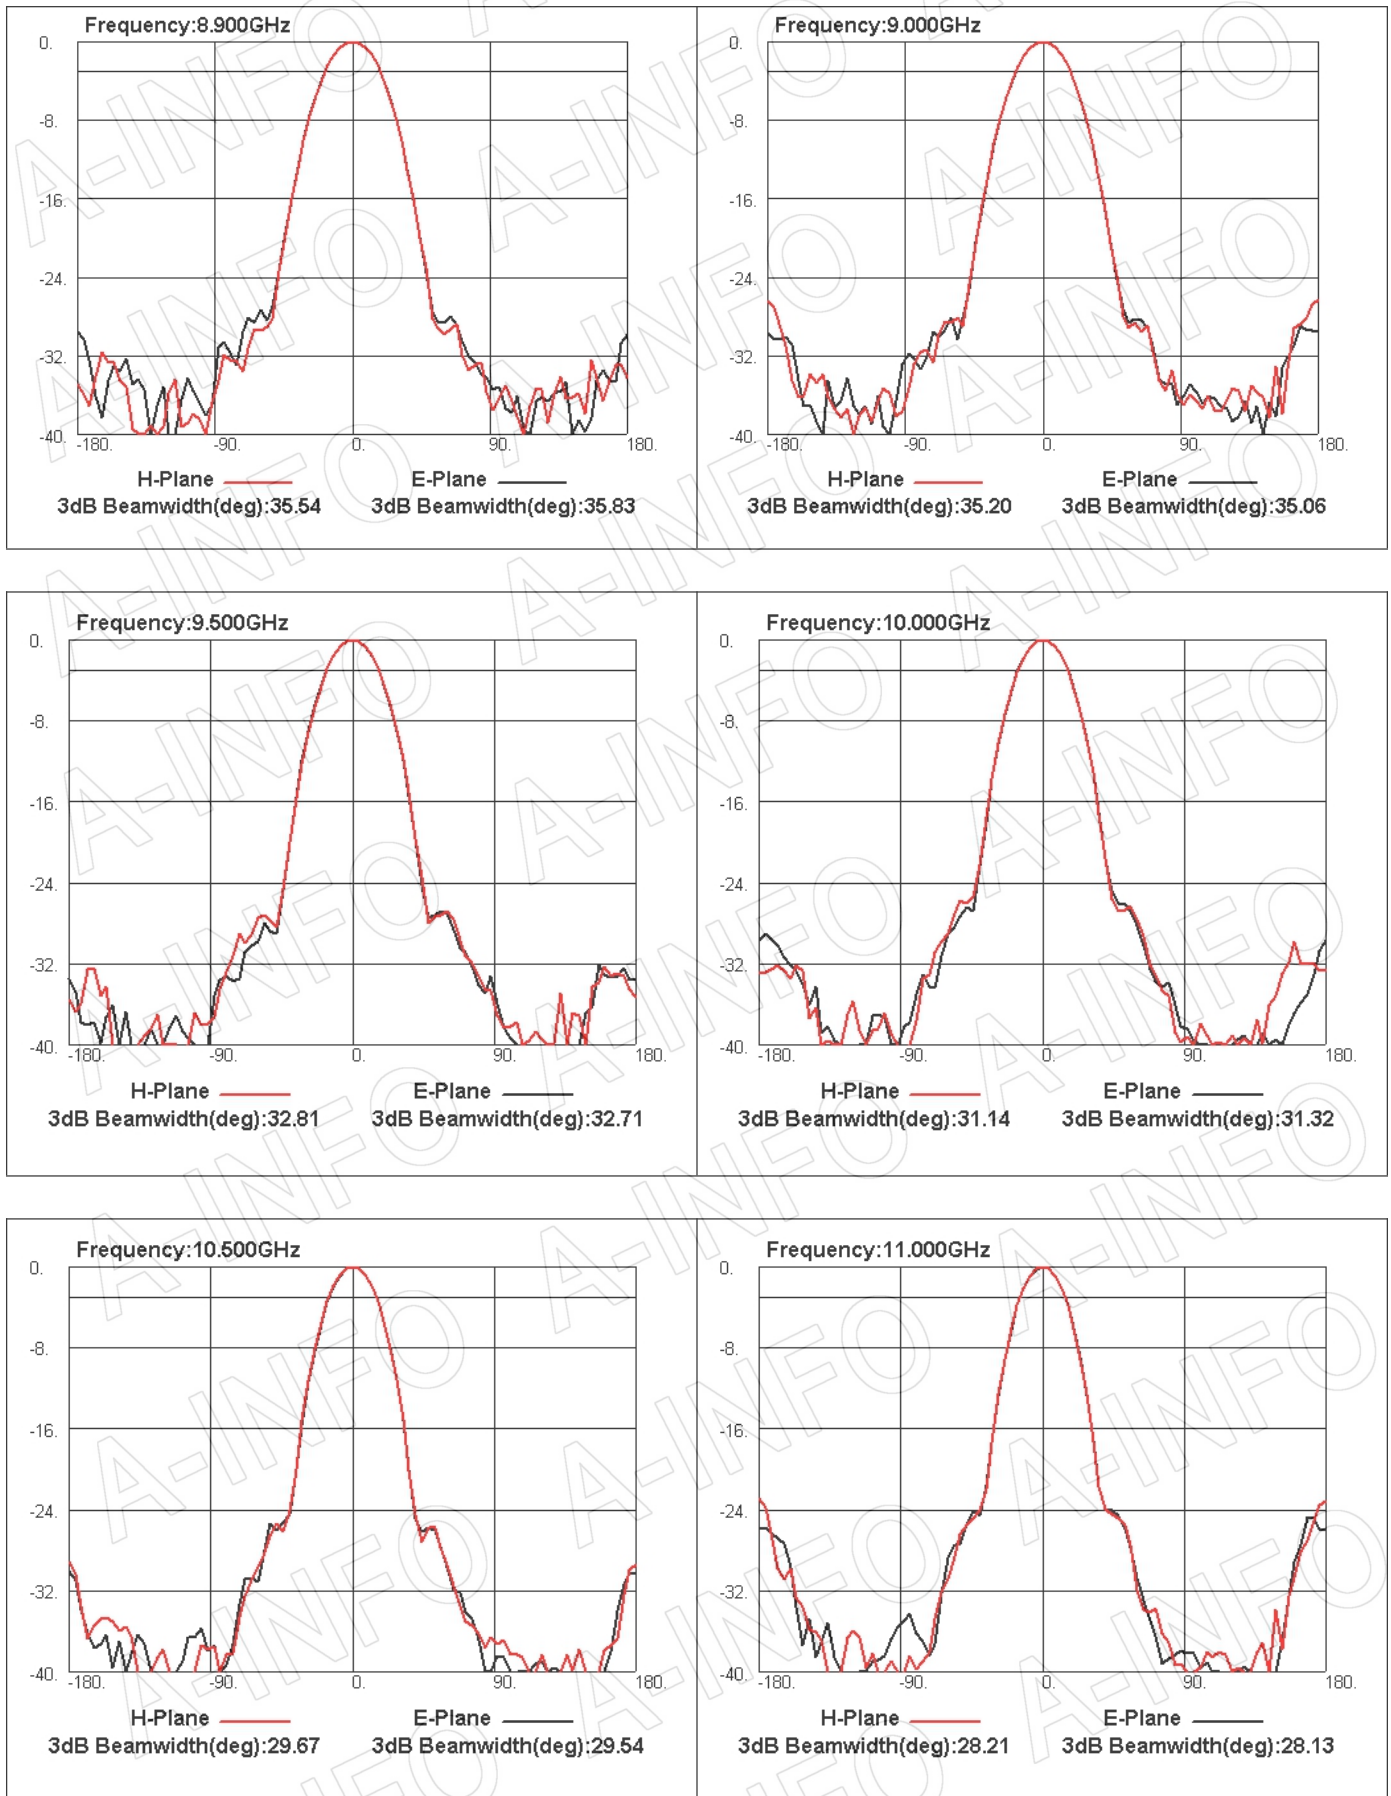 Frequency:8.900GHz
0.
-8.
-16.
-24.
-32.
-40.
-180.
-90.
0.
90.
180.
H-Plane
E-Plane
3dB Beamwidth(deg):35.54
3dB Beamwidth(deg):35.83
Frequency:9.000GHz
0.
-8.
-16.
-24.
-32.
-40.
-180.
-90.
0.
90.
180.
H-Plane
E-Plane
3dB Beamwidth(deg):35.20
3dB Beamwidth(deg):35.06
Frequency:9.500GHz
0.
-8.
-16.
-24.
-32.
-40.
-180.
-90.
0.
90.
180.
H-Plane
E-Plane
3dB Beamwidth(deg):32.81
3dB Beamwidth(deg):32.71
Frequency:10.000GHz
0.
-8.
-16.
-24.
-32.
-40.
-180.
-90.
0.
90.
180.
H-Plane
E-Plane
3dB Beamwidth(deg):31.14
3dB Beamwidth(deg):31.32
Frequency:10.500GHz
0.
-8.
-16.
-24.
-32.
-40.
-180.
-90.
0.
90.
180.
H-Plane
E-Plane
3dB Beamwidth(deg):29.67
3dB Beamwidth(deg):29.54
Frequency:11.000GHz
0.
-8.
-16.
-24.
-32.
-40.
-180.
-90.
0.
90.
180.
H-Plane
E-Plane
3dB Beamwidth(deg):28.21
3dB Beamwidth(deg):28.13
A-INFO